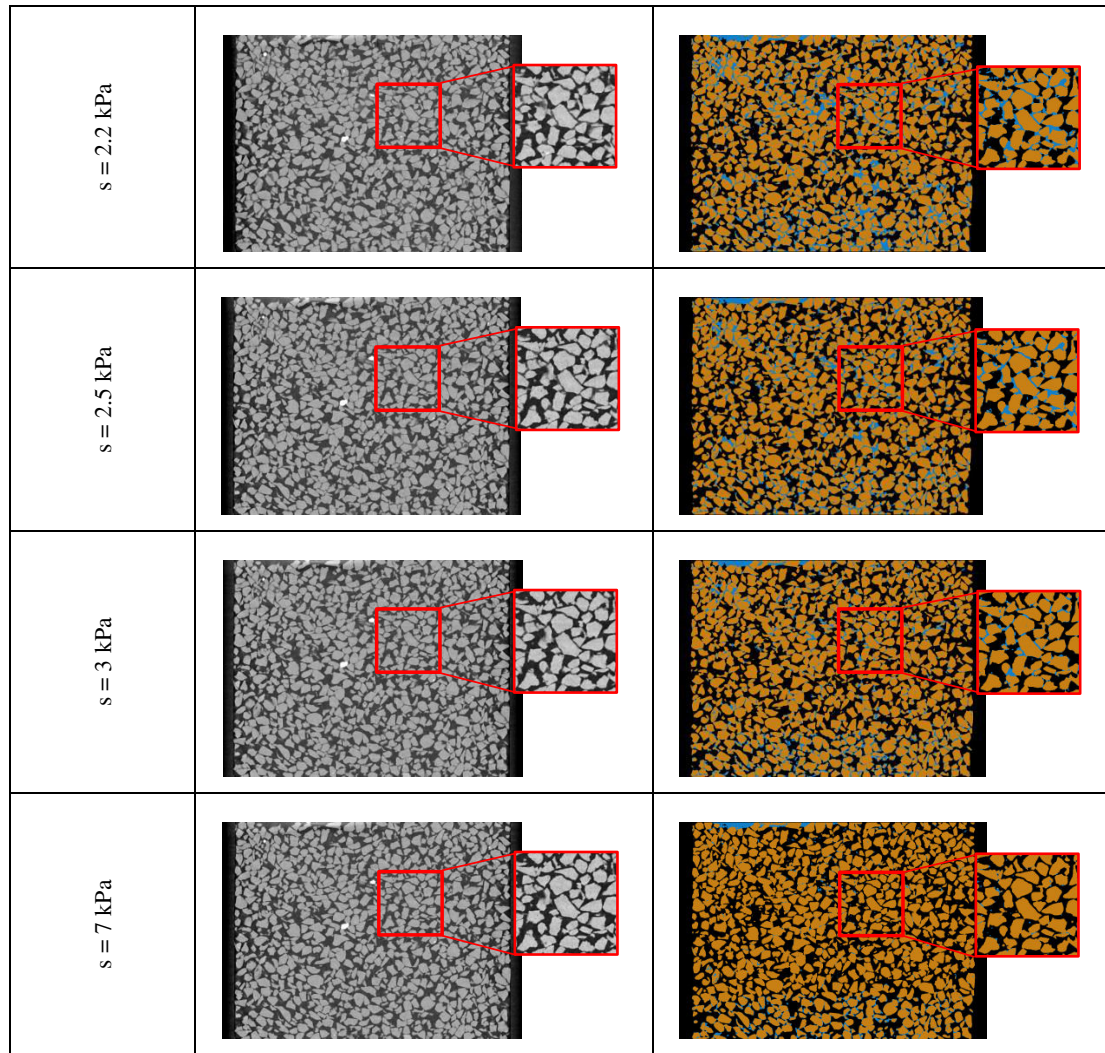 s = 2.2 kPa
s = 2.5 kPa
s = 3 kPa
s = 7 kPa